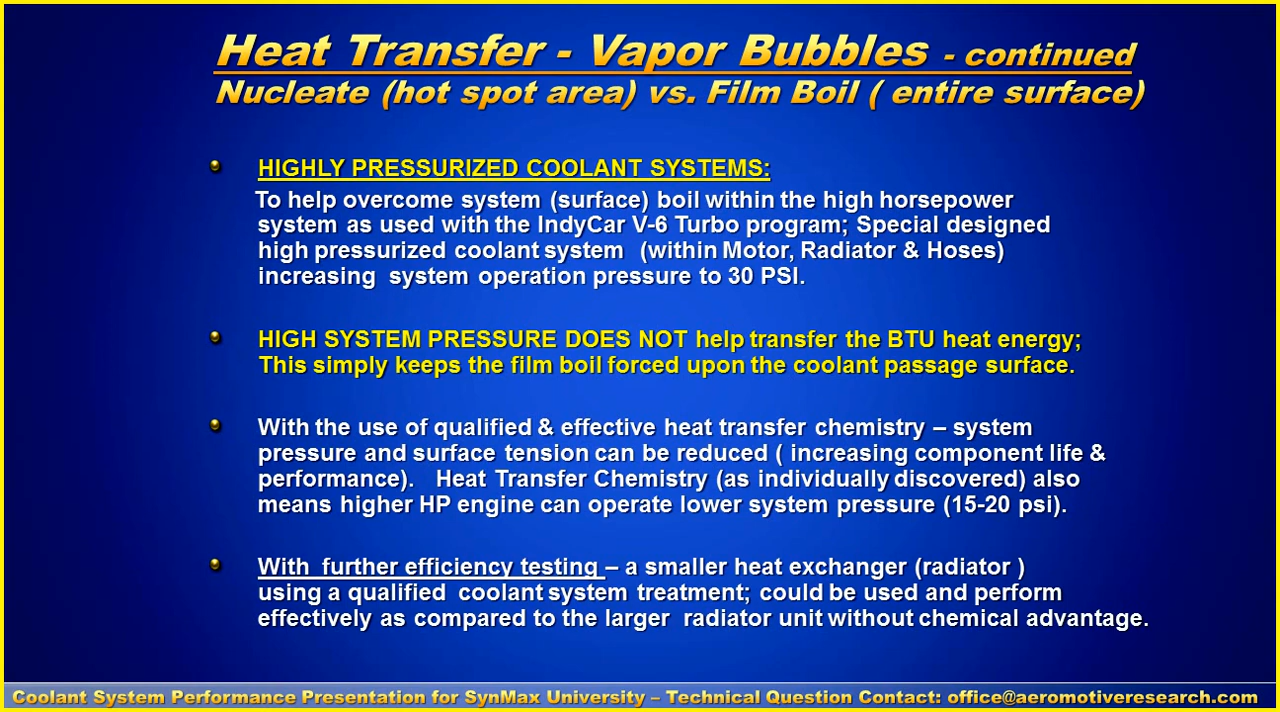 Heat Transfer - Vapor Bubbles - continued
Nucleate (hot spot area) vs. Film Boil ( entire surface)
HIGHLY PRESSURIZED COOLANT SYSTEMS:
To help overcome system (surface) boil within the high horsepower
system as used with the IndyCar V-6 Turbo program; Special designed
high pressurized coolant system (within Motor, Radiator & Hoses)
increasing system operation pressure to 30 PSI.
HIGH SYSTEM PRESSURE DOES NOT help transfer the BTU heat energy;
This simply keeps the film boil forced upon the coolant passage surface.
With the use of qualified & effective heat transfer chemistry – system
pressure and surface tension can be reduced ( increasing component life &
performance). Heat Transfer Chemistry (as individually discovered) also
means higher HP engine can operate lower system pressure (15-20 psi).
With further efficiency testing – a smaller heat exchanger (radiator )
using a qualified coolant system treatment; could be used and perform
effectively as compared to the larger radiator unit without chemical advantage.
Coolant System Performance Presentation for SynMax University – Technical Question Contact: office@aeromotiveresearch.com